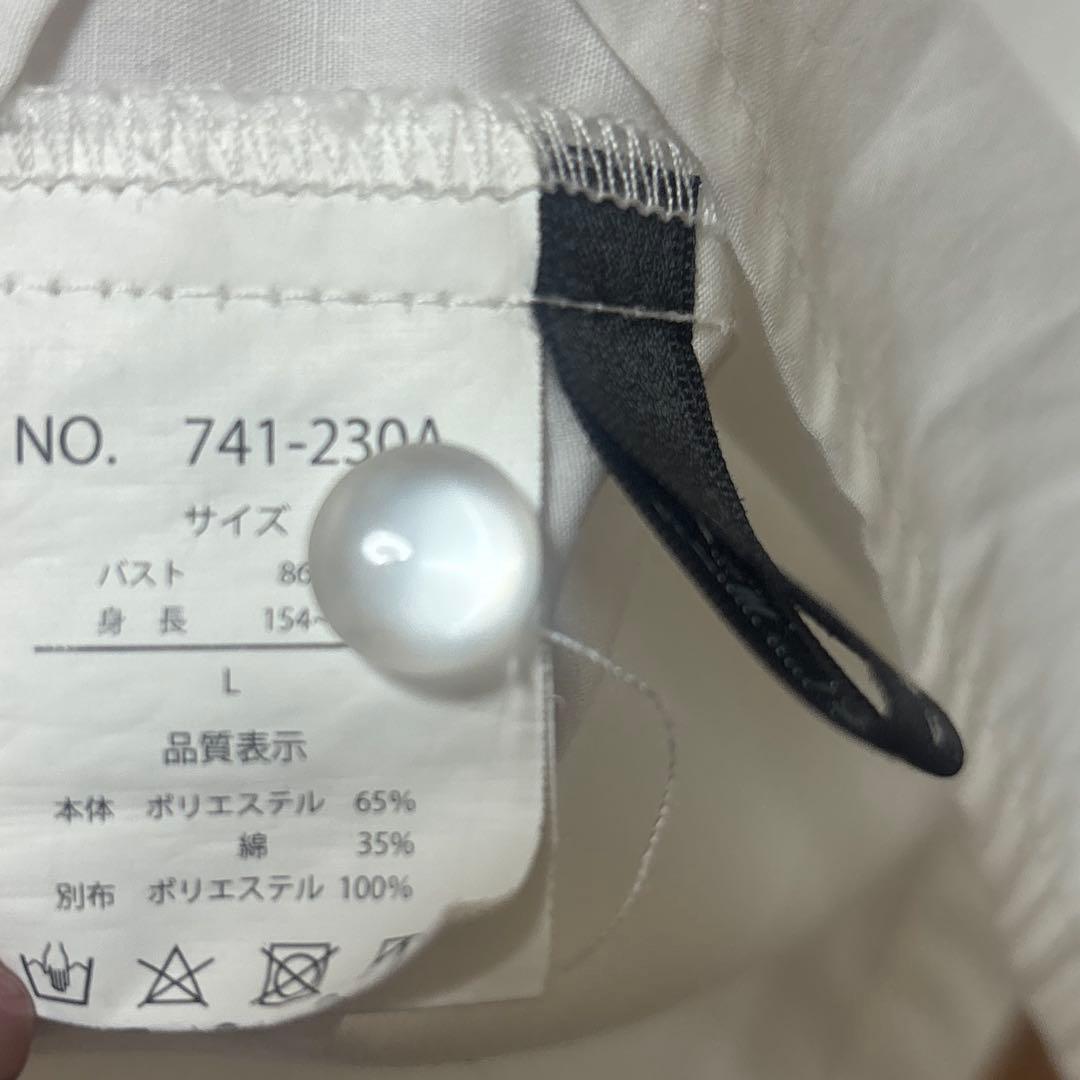 NO. 741-230A
サイズ
バスト 86
身 長 154~
L
品質表示
本体 ポリエステル 65%
綿 35%
別布 ポリエステル 100%